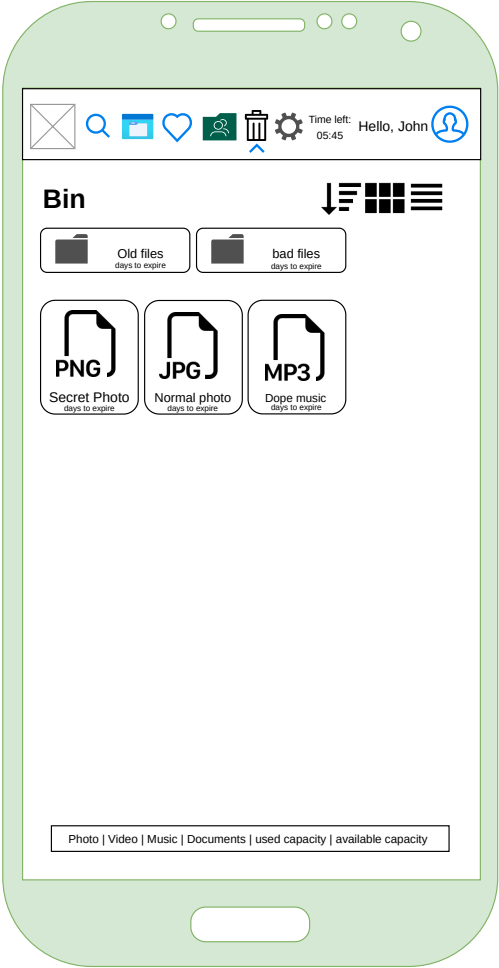 Time left:
05:45
Hello, John
Bin
Old files
days to expire
bad files
days to expire
PNG
Secret Photo
days to expire
JPG
Normal photo
days to expire
MP3
Dope music
days to expire
Photo | Video | Music | Documents | used capacity | available capacity